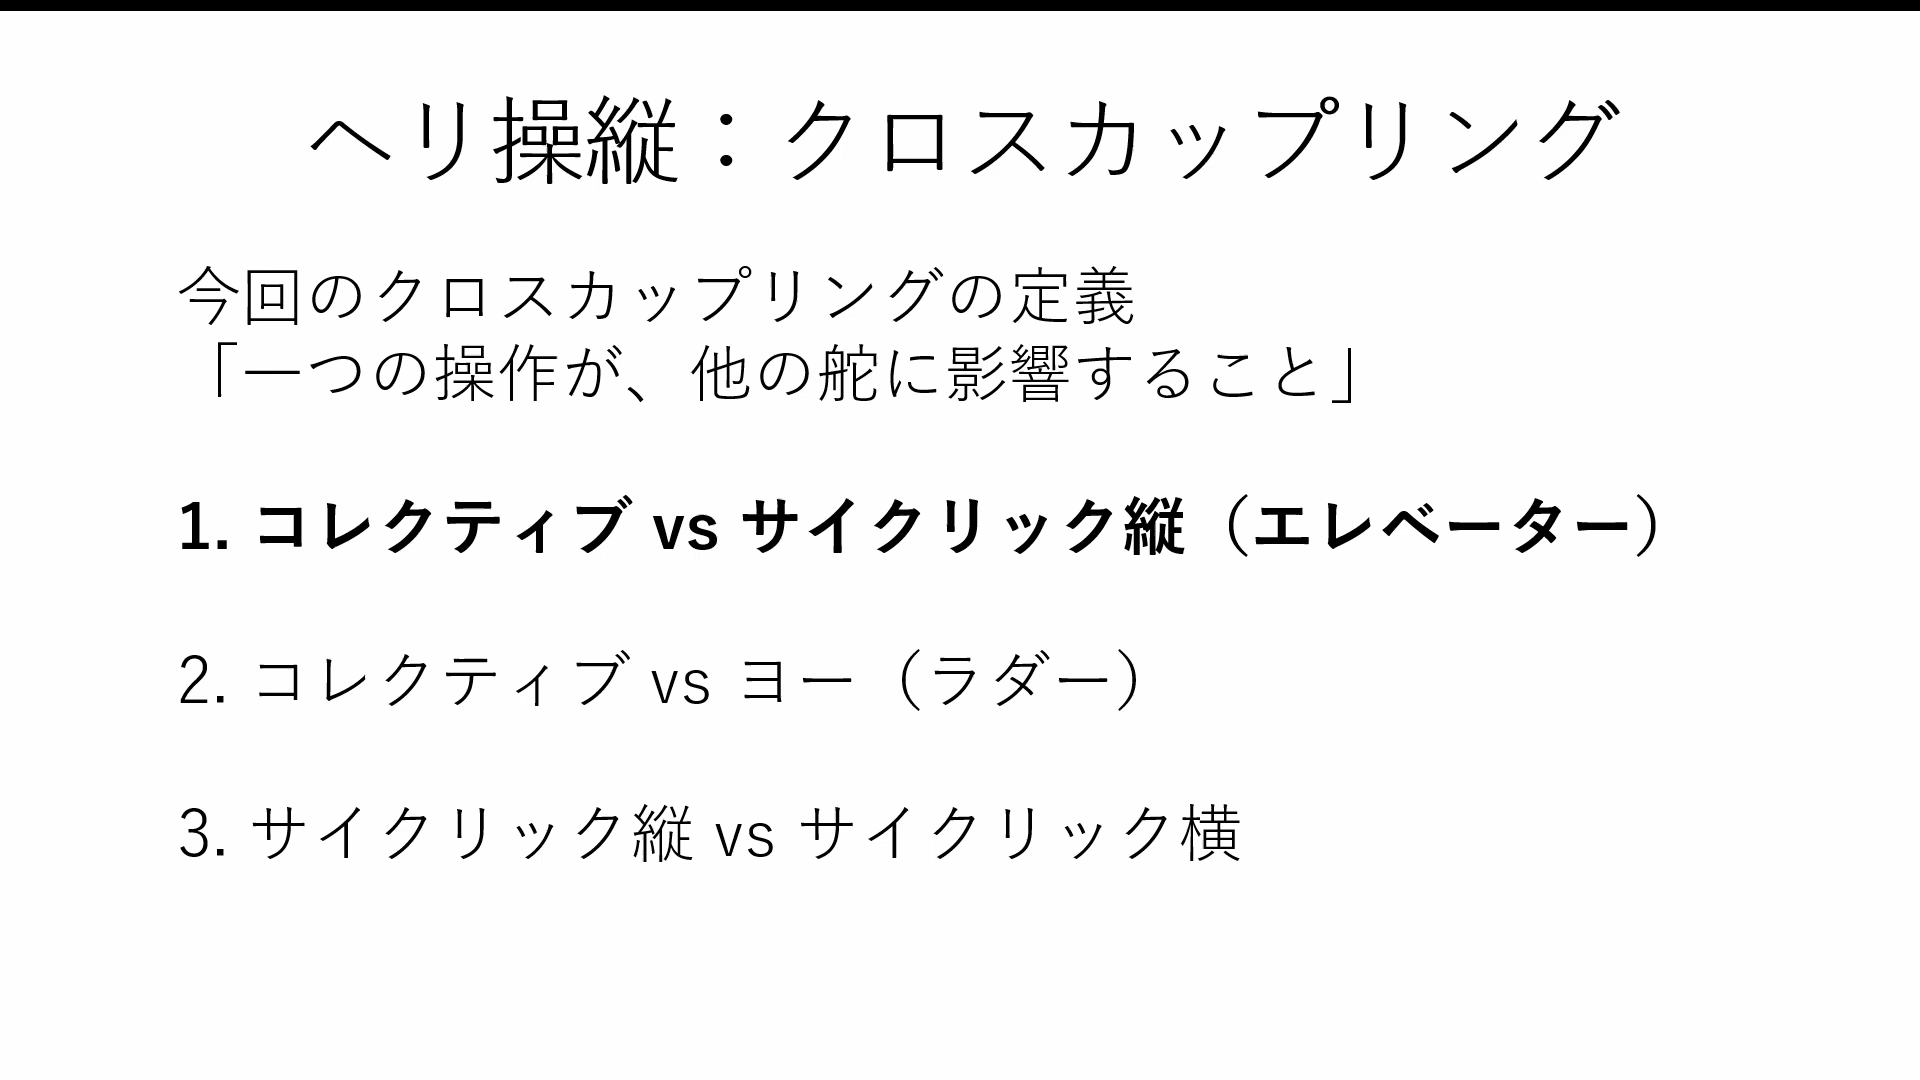 ヘリ操縦：クロスカップリング
今回のクロスカップリングの定義
「一つの操作が、他の舵に影響すること」
1. コレクティブ vs サイクリック縦（エレベーター）
2. コレクティブ vs ヨー（ラダー）
3. サイクリック縦 vs サイクリック横